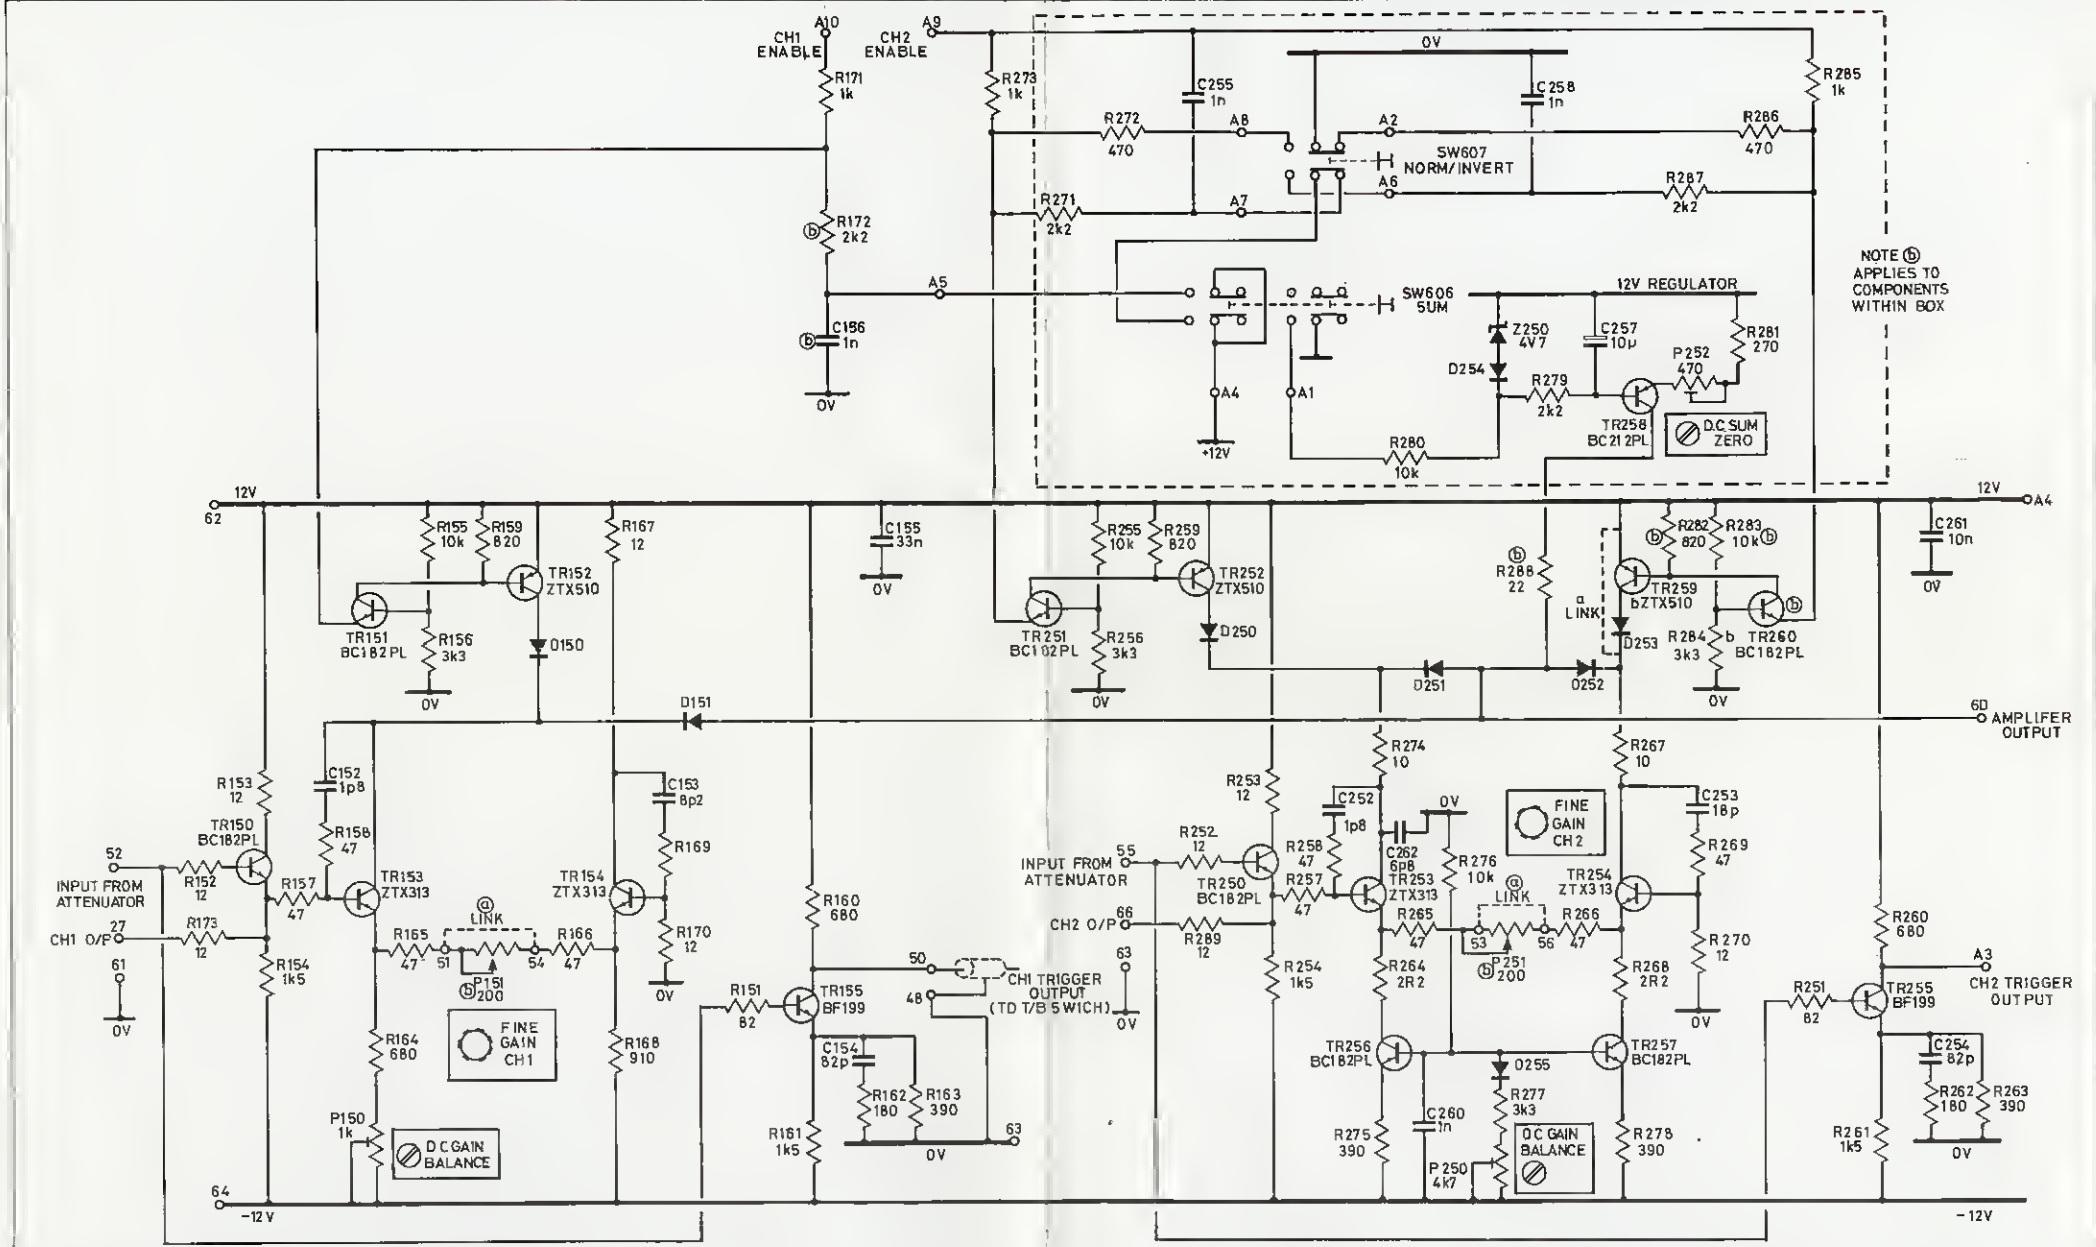 A10
CH1
ENABLE
CH2
ENABLE
A9
R171
1k
R273
1k
C255
1n
0V
C258
1n
R285
1k
R272
470
A8
A2
R286
470
SW607
NORM/INVERT
A6
R287
2k2
R271
2k2
A7
ⓑ
R172
2k2
NOTE ⓑ
APPLIES TO
COMPONENTS
WITHIN BOX
A5
SW606
SUM
12V REGULATOR
ⓑ
C156
1n
0V
Z250
4V7
C257
10µ
P252
470
R281
270
D254
R279
2k2
A4
A1
+12V
R280
10k
TR258
BC212PL
D.C. SUM
ZERO
12V
62
12V
A4
R155
10k
R159
820
R167
12
C155
33n
0V
R255
10k
R259
820
ⓑ
R288
22
ⓑ
R282
820
R283
10k ⓑ
C261
10n
0V
TR152
ZTX510
TR151
BC182PL
R156
3k3
0V
D150
TR252
ZTX510
TR251
BC182PL
R256
3k3
0V
D250
a
LINK
TR259
bZTX510
D253
ⓑ
R284
3k3
b
TR260
BC182PL
0V
D251
D252
D151
60
AMPLIFER
OUTPUT
R153
12
C152
1p8
C153
8p2
R253
12
R274
10
R267
10
TR150
BC182PL
R158
47
R169
C252
1p8
0V
FINE
GAIN
CH2
C253
18p
52
INPUT FROM
ATTENUATOR
R152
12
R157
47
TR153
ZTX313
TR154
ZTX313
R160
680
55
INPUT FROM
ATTENUATOR
R252
12
TR250
BC182PL
R258
47
R257
47
C262
6p8
TR253
ZTX313
R276
10k
TR254
ZTX313
R269
47
27
CH1 O/P
R173
12
ⓐ
LINK
R165
47
51
54
R166
47
R170
12
0V
66
CH2 O/P
R289
12
R265
47
ⓐ
LINK
53
56
R266
47
R260
680
61
0V
R154
1k5
ⓑ P151
200
50
48
CH1 TRIGGER
OUTPUT
(TO T/B SWICH)
63
0V
R254
1k5
R264
2R2
ⓑ P251
200
R268
2R2
R270
12
0V
A3
CH2 TRIGGER
OUTPUT
R151
82
TR155
BF199
R251
82
TR255
BF199
R164
680
FINE
GAIN
CH1
R168
910
C154
82p
R162
180
R163
390
TR256
BC182PL
D255
TR257
BC182PL
C254
82p
R262
180
R263
390
P150
1k
D C GAIN
BALANCE
R161
1k5
63
0V
R275
390
C260
1n
R277
3k3
P250
4k7
D C GAIN
BALANCE
R278
390
R261
1k5
0V
64
-12V
-12V